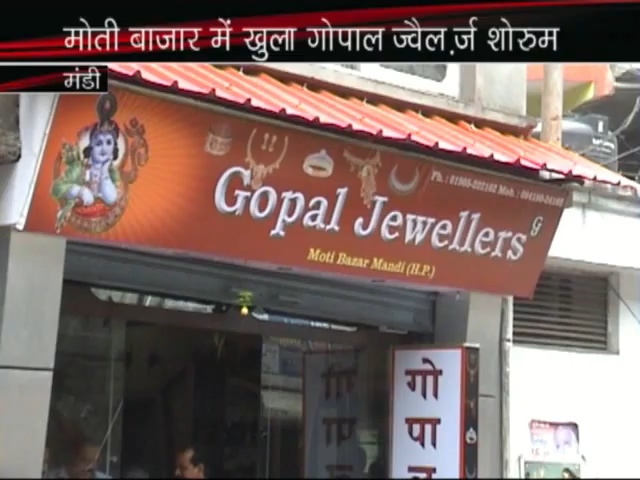 मोती बाजार में खुला गोपाल ज्वैल.र्ज शोरुम
मंडी
Gopal Jewellers
G
Moti Bazar Mandi (H.P.)
गो
पा
ल